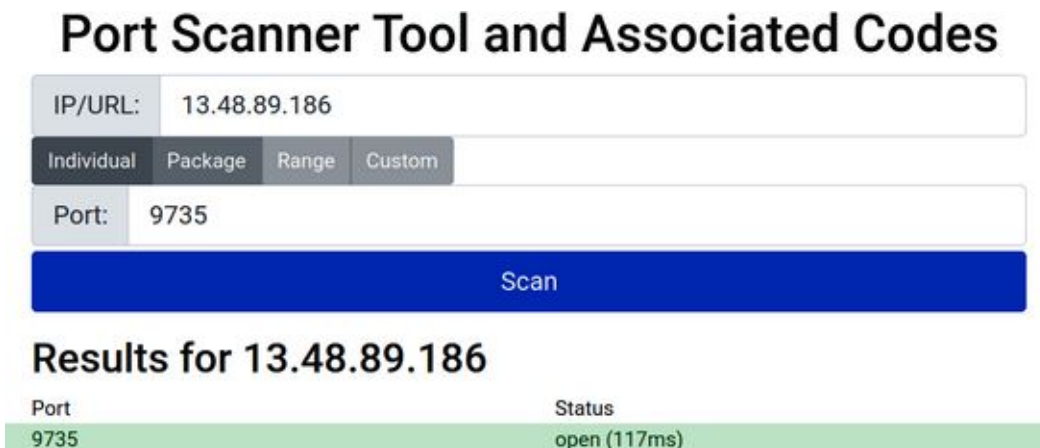 Port Scanner Tool and Associated Codes
IP/URL: 13.48.89.186
Individual Package Range Custom
Port: 9735
Scan
Results for 13.48.89.186
Port Status
9735 open (117ms)